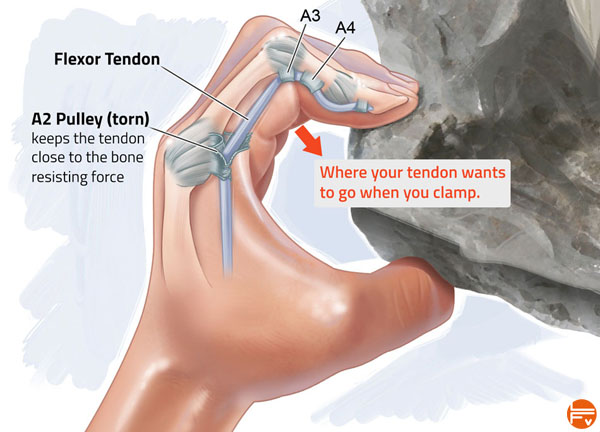 A3
A4
Flexor Tendon
A2 Pulley (torn)
keeps the tendon
close to the bone
resisting force
Where your tendon wants
to go when you clamp.